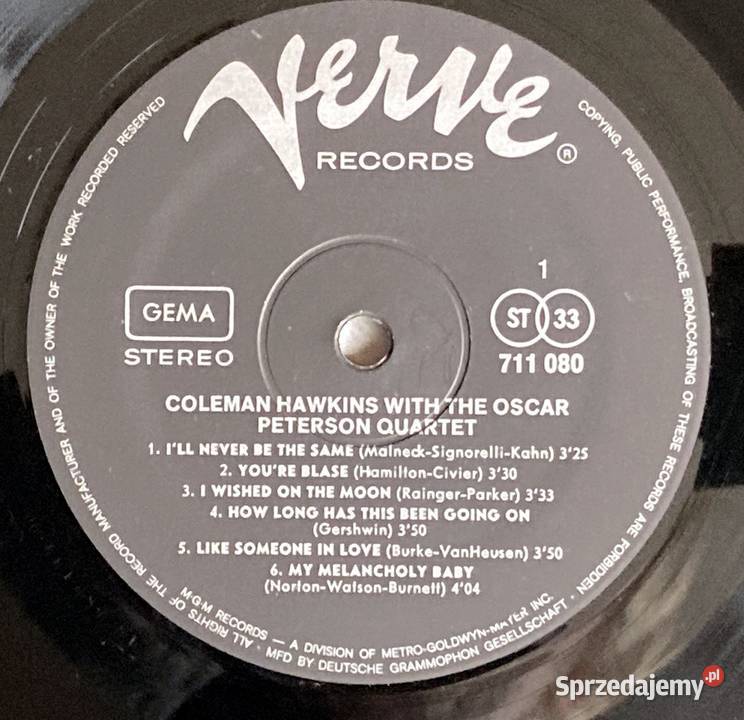 Verve
RECORDS ®
GEMA
STEREO
1
ST 33
711 080
COLEMAN HAWKINS WITH THE OSCAR
PETERSON QUARTET
1. I'LL NEVER BE THE SAME (Malneck-Signorelli-Kahn) 3'25
2. YOU'RE BLASE (Hamilton-Civier) 3'30
3. I WISHED ON THE MOON (Rainger-Parker) 3'33
4. HOW LONG HAS THIS BEEN GOING ON
(Gershwin) 3'50
5. LIKE SOMEONE IN LOVE (Burke-VanHeusen) 3'50
6. MY MELANCHOLY BABY
(Norton-Watson-Burnett) 4'04
M·G·M RECORDS — A DIVISION OF METRO-GOLDWYN-MAYER INC.
· ALL RIGHTS OF THE RECORD MANUFACTURER AND OF THE OWNER OF THE WORK RECORDED RESERVED
COPYING, PUBLIC PERFORMANCE, BROADCASTING OF THESE RECORDS ARE FORBIDDEN ·
MFD BY DEUTSCHE GRAMMOPHON GESELLSCHAFT ·
Sprzedajemy.pl